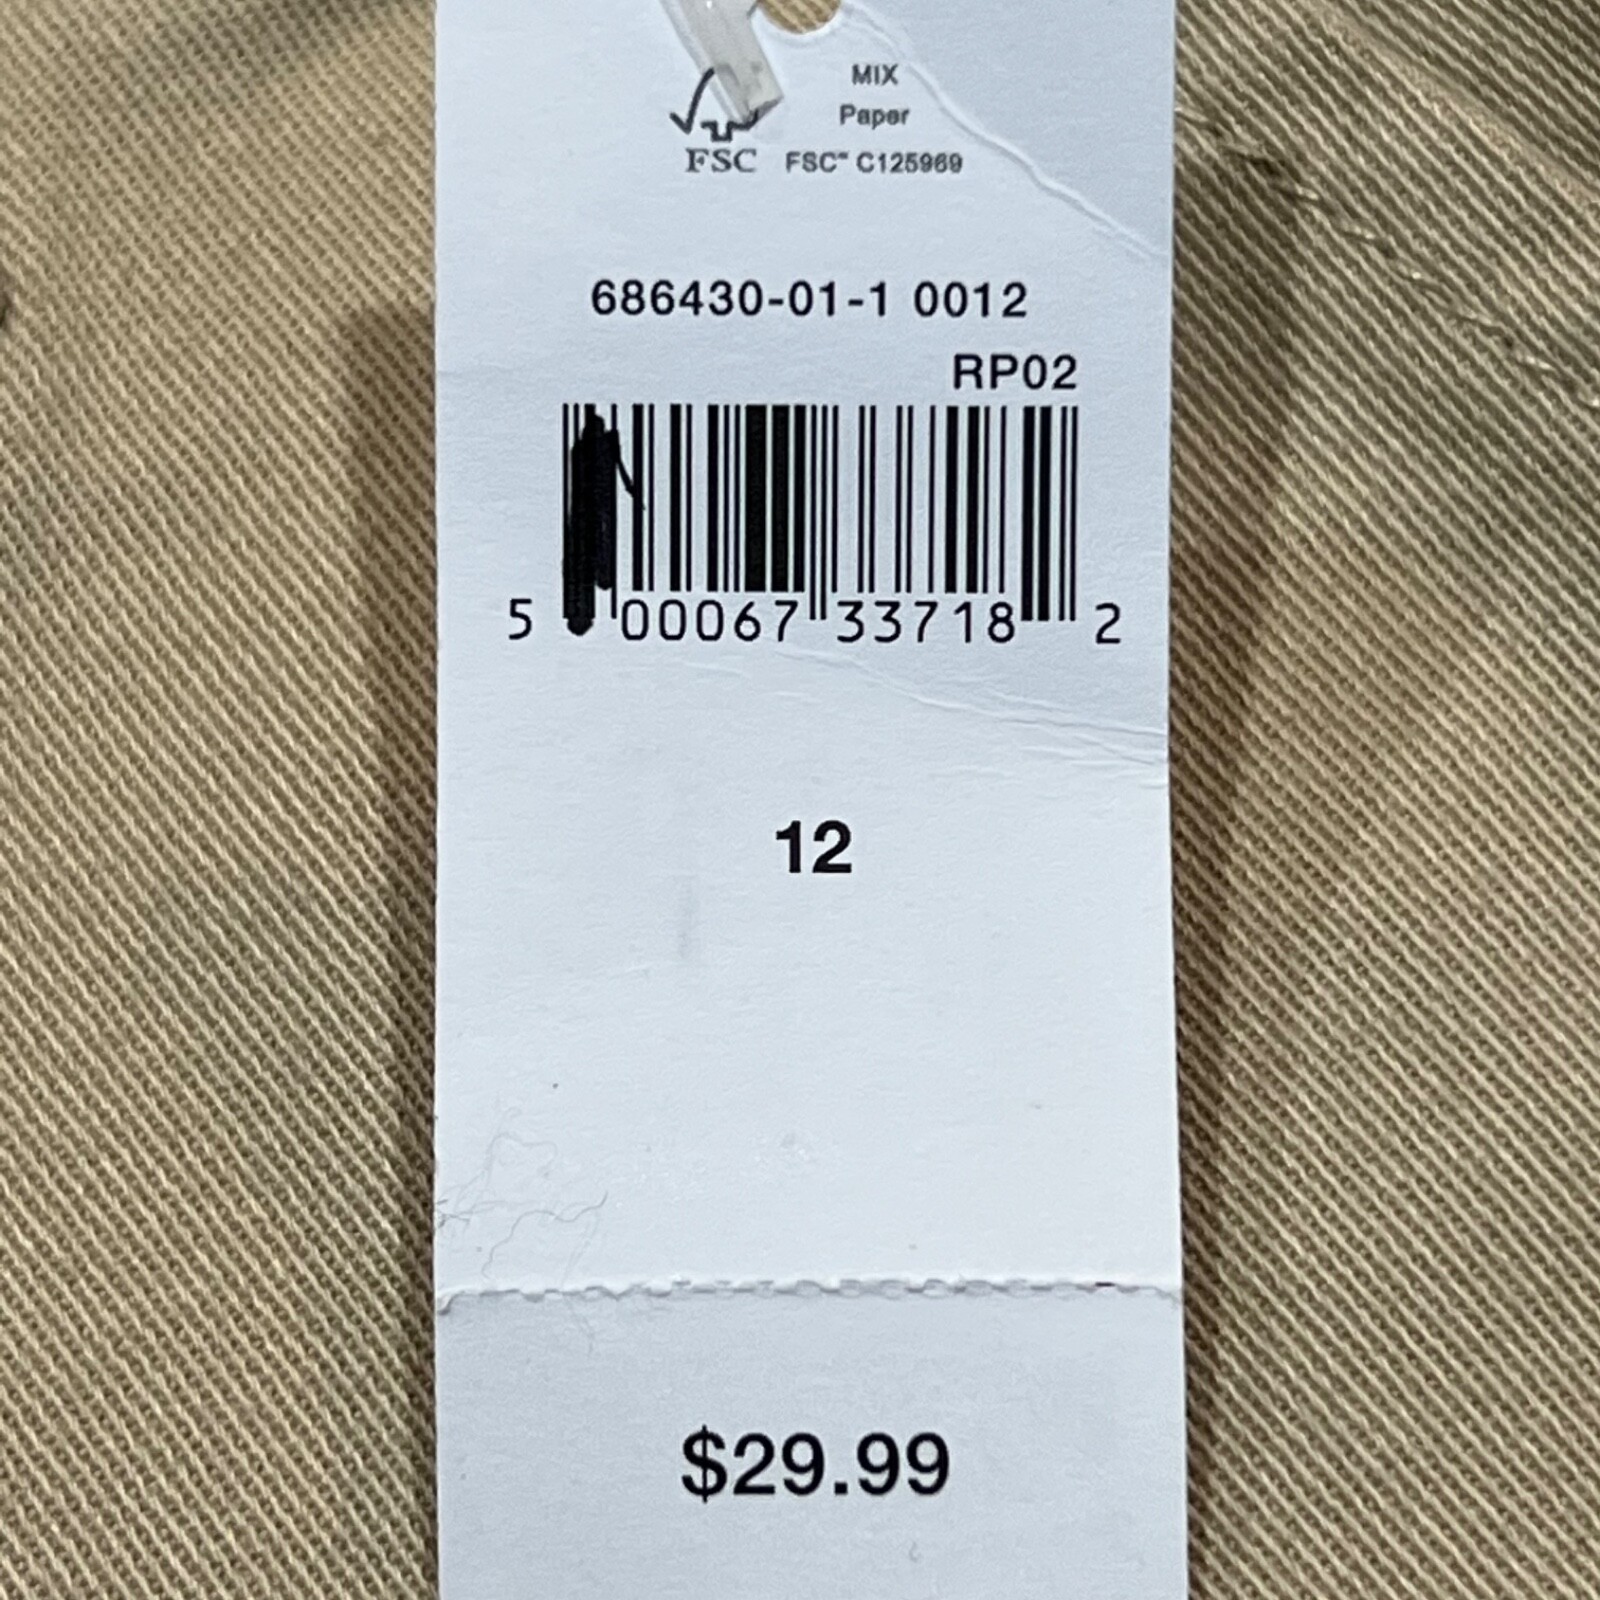 MIX
Paper
FSC FSC™ C125969
686430-01-1 0012
RP02
5 00067 33718 2
12
$29.99